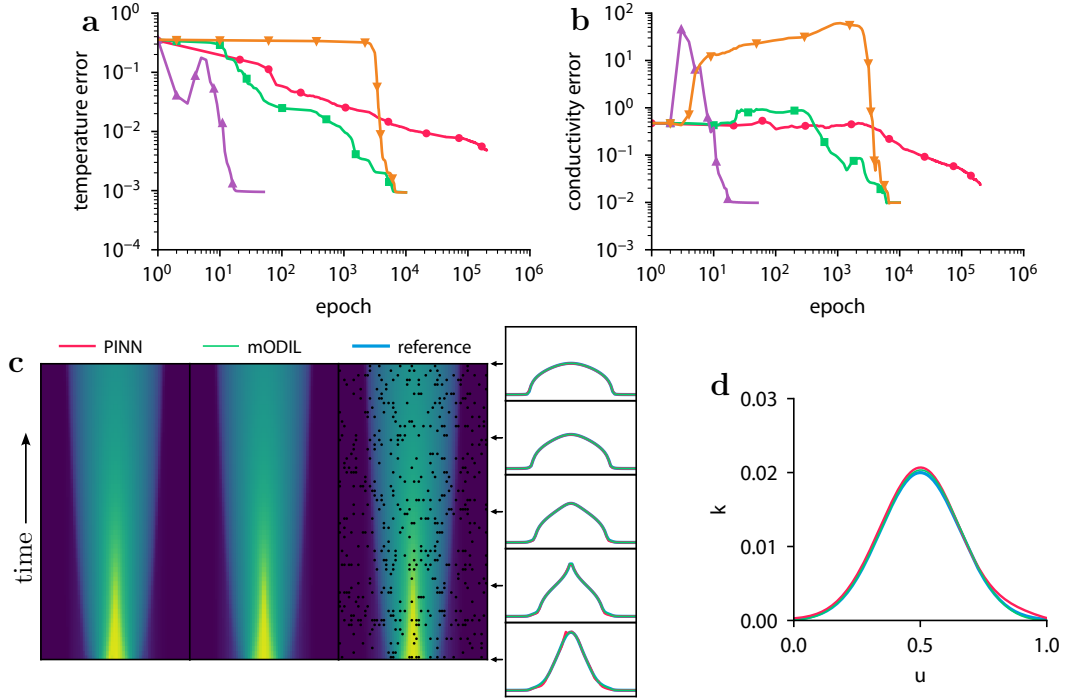 a
temperature error
10^0
10^−1
10^−2
10^−3
10^−4
10^0 10^1 10^2 10^3 10^4 10^5 10^6
epoch
b
conductivity error
10^2
10^1
10^0
10^−1
10^−2
10^−3
10^0 10^1 10^2 10^3 10^4 10^5 10^6
epoch
PINN mODIL reference
c
time
d
k
0.03
0.02
0.01
0.00
0.0 0.5 1.0
u